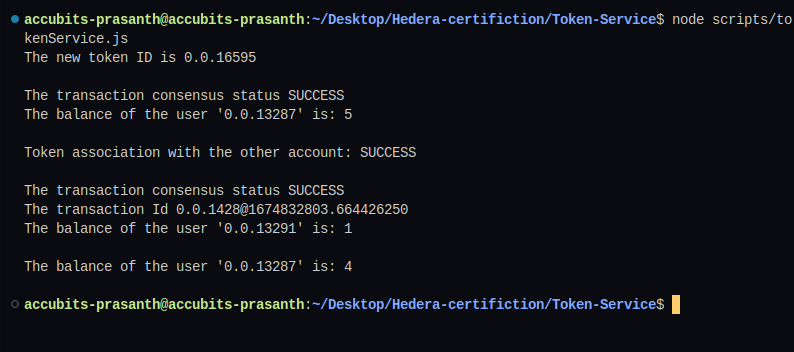 accubits-prasanth@accubits-prasanth:~/Desktop/Hedera-certifiction/Token-Service$ node scripts/to
kenService.js
The new token ID is 0.0.16595
The transaction consensus status SUCCESS
The balance of the user '0.0.13287' is: 5
Token association with the other account: SUCCESS
The transaction consensus status SUCCESS
The transaction Id 0.0.1428@1674832803.664426250
The balance of the user '0.0.13291' is: 1
The balance of the user '0.0.13287' is: 4
accubits-prasanth@accubits-prasanth:~/Desktop/Hedera-certifiction/Token-Service$